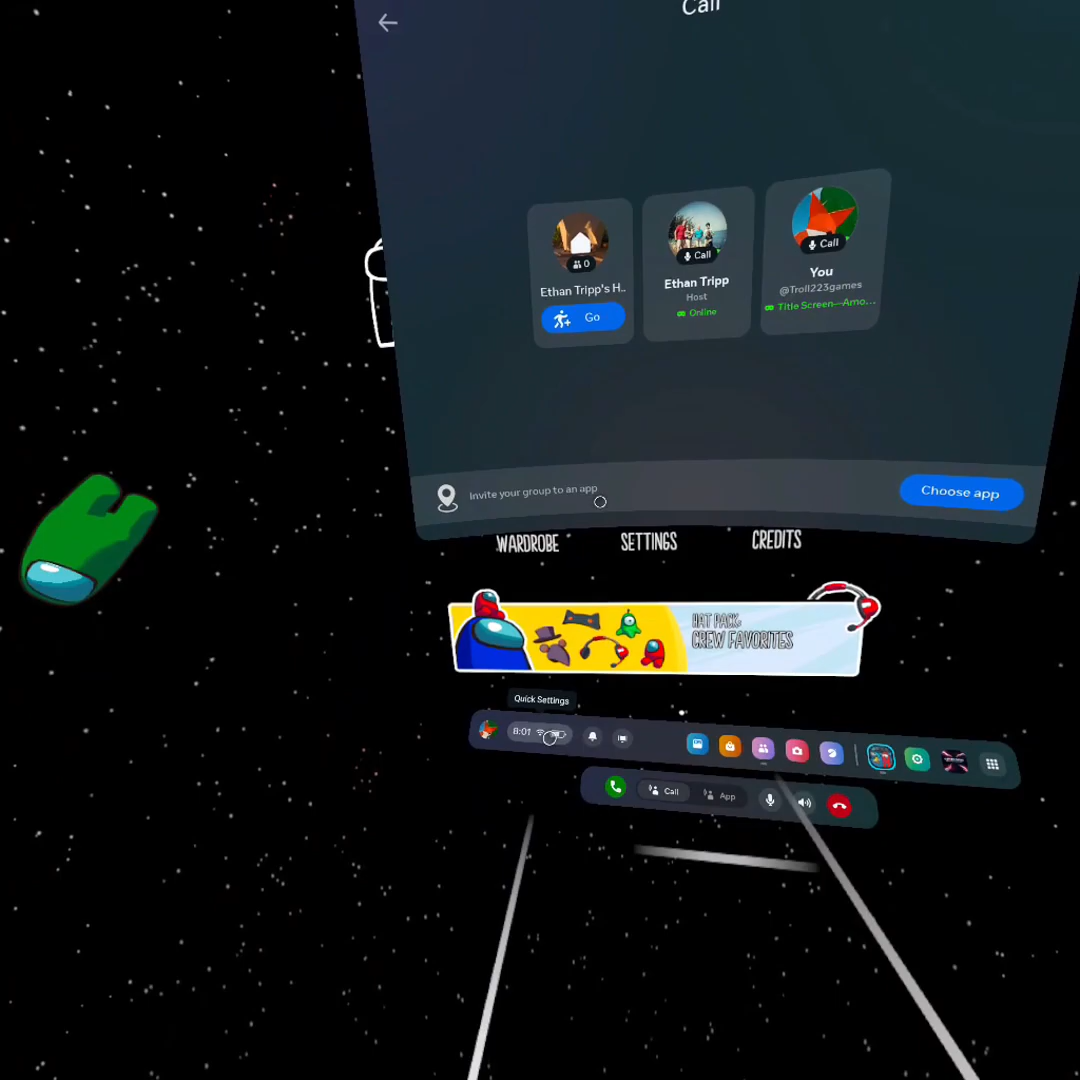 Call
Ethan Tripp's H..
0
Go
Call
Ethan Tripp
Host
Online
Call
You
@Troll223games
Title Screen—Amo...
Invite your group to an app
Choose app
WARDROBE
SETTINGS
CREDITS
HAT PACK:
CREW FAVORITES
Quick Settings
8:01
Call
App